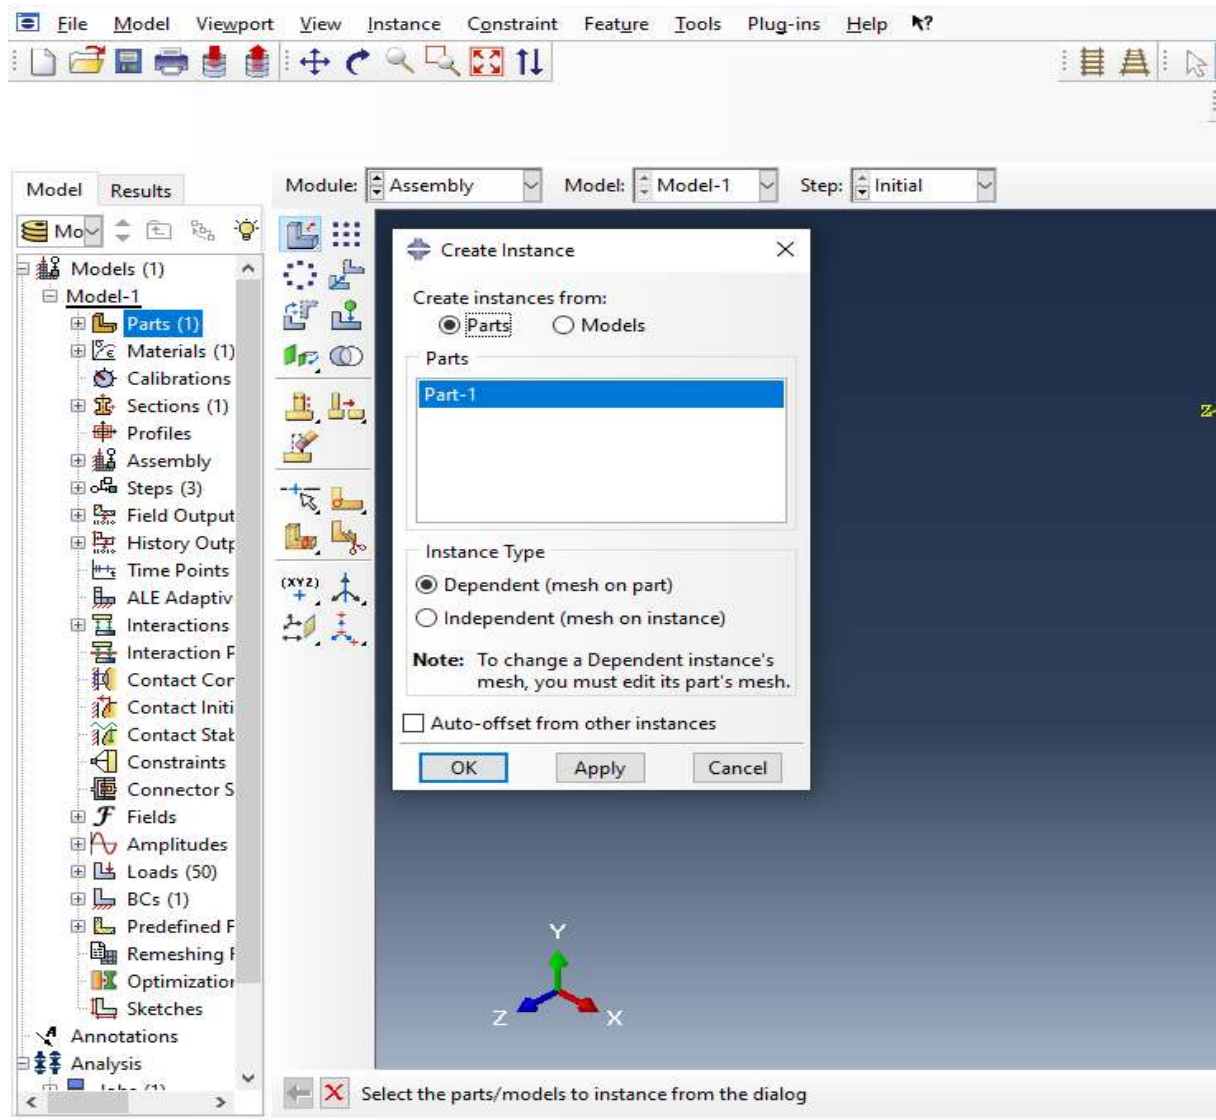 File Model Viewport View Instance Constraint Feature Tools Plug-ins Help
Model Results
Module: Assembly Model: Model-1 Step: Initial
Mo
Models (1)
Model-1
Parts (1)
Materials (1)
Calibrations
Sections (1)
Profiles
Assembly
Steps (3)
Field Output
History Outp
Time Points
ALE Adaptiv
Interactions
Interaction P
Contact Cor
Contact Initi
Contact Stab
Constraints
Connector S
Fields
Amplitudes
Loads (50)
BCs (1)
Predefined F
Remeshing R
Optimization
Sketches
Annotations
Analysis
Jobs (1)
(XYZ)
Create Instance
Create instances from:
Parts Models
Parts
Part-1
Instance Type
Dependent (mesh on part)
Independent (mesh on instance)
Note: To change a Dependent instance's
mesh, you must edit its part's mesh.
Auto-offset from other instances
OK Apply Cancel
Z
Y
Z X
Select the parts/models to instance from the dialog